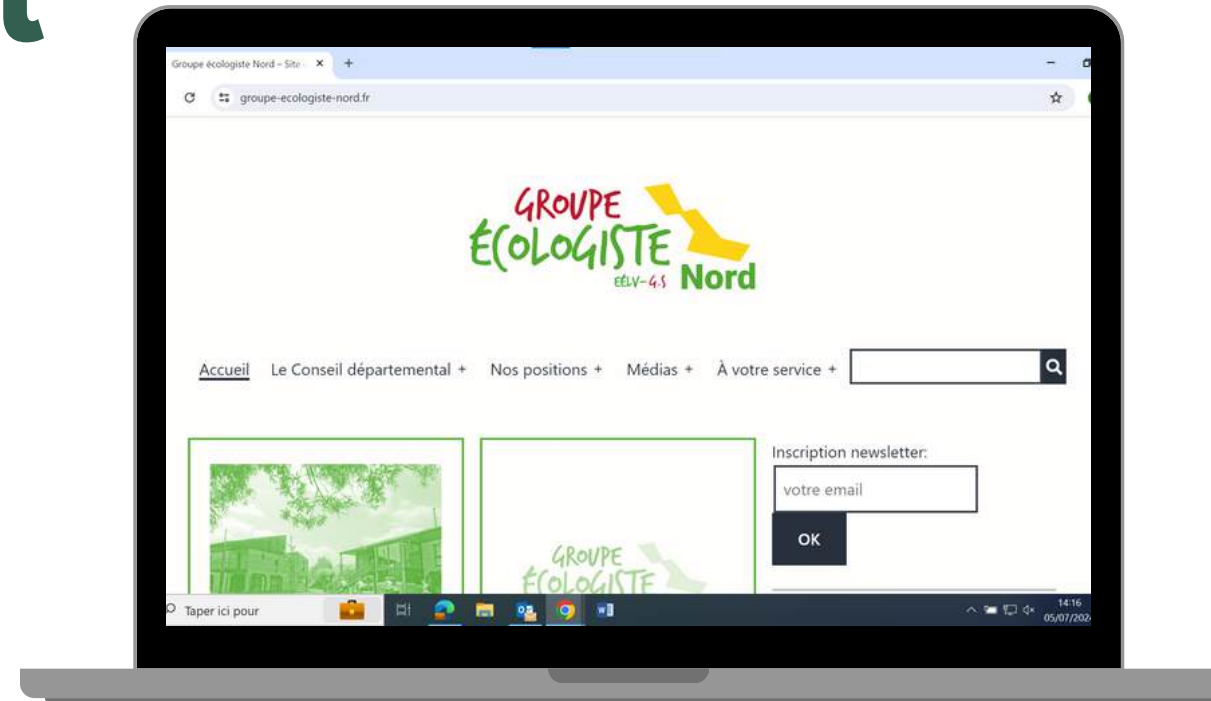 Groupe écologiste Nord – Site
groupe-ecologiste-nord.fr
GROUPE
ÉCOLOGISTE
EÉLV-G.S Nord
Accueil Le Conseil départemental + Nos positions + Médias + À votre service +
Inscription newsletter:
votre email
OK
GROUPE
ÉCOLOGISTE
Taper ici pour
14:16
05/07/202